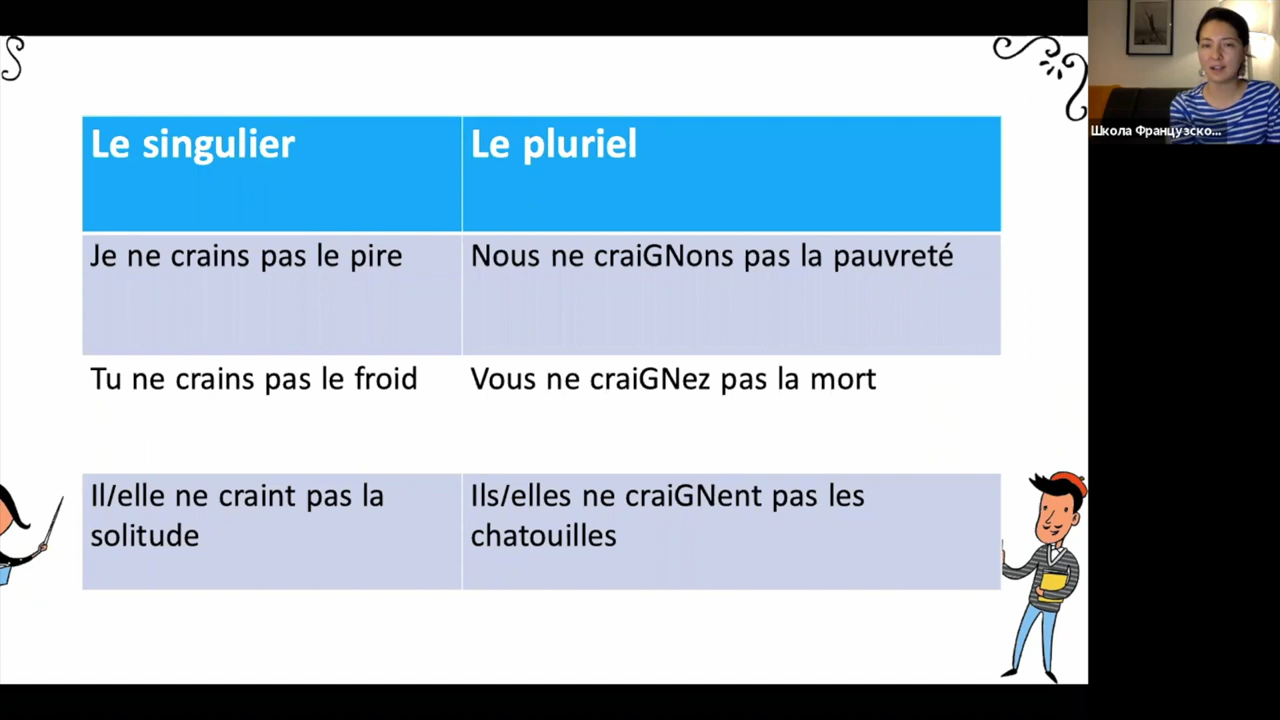 Le singulier
Le pluriel
Je ne crains pas le pire
Nous ne craiGNons pas la pauvreté
Tu ne crains pas le froid
Vous ne craiGNez pas la mort
Il/elle ne craint pas la
solitude
Ils/elles ne craiGNent pas les
chatouilles
Школа Французско...